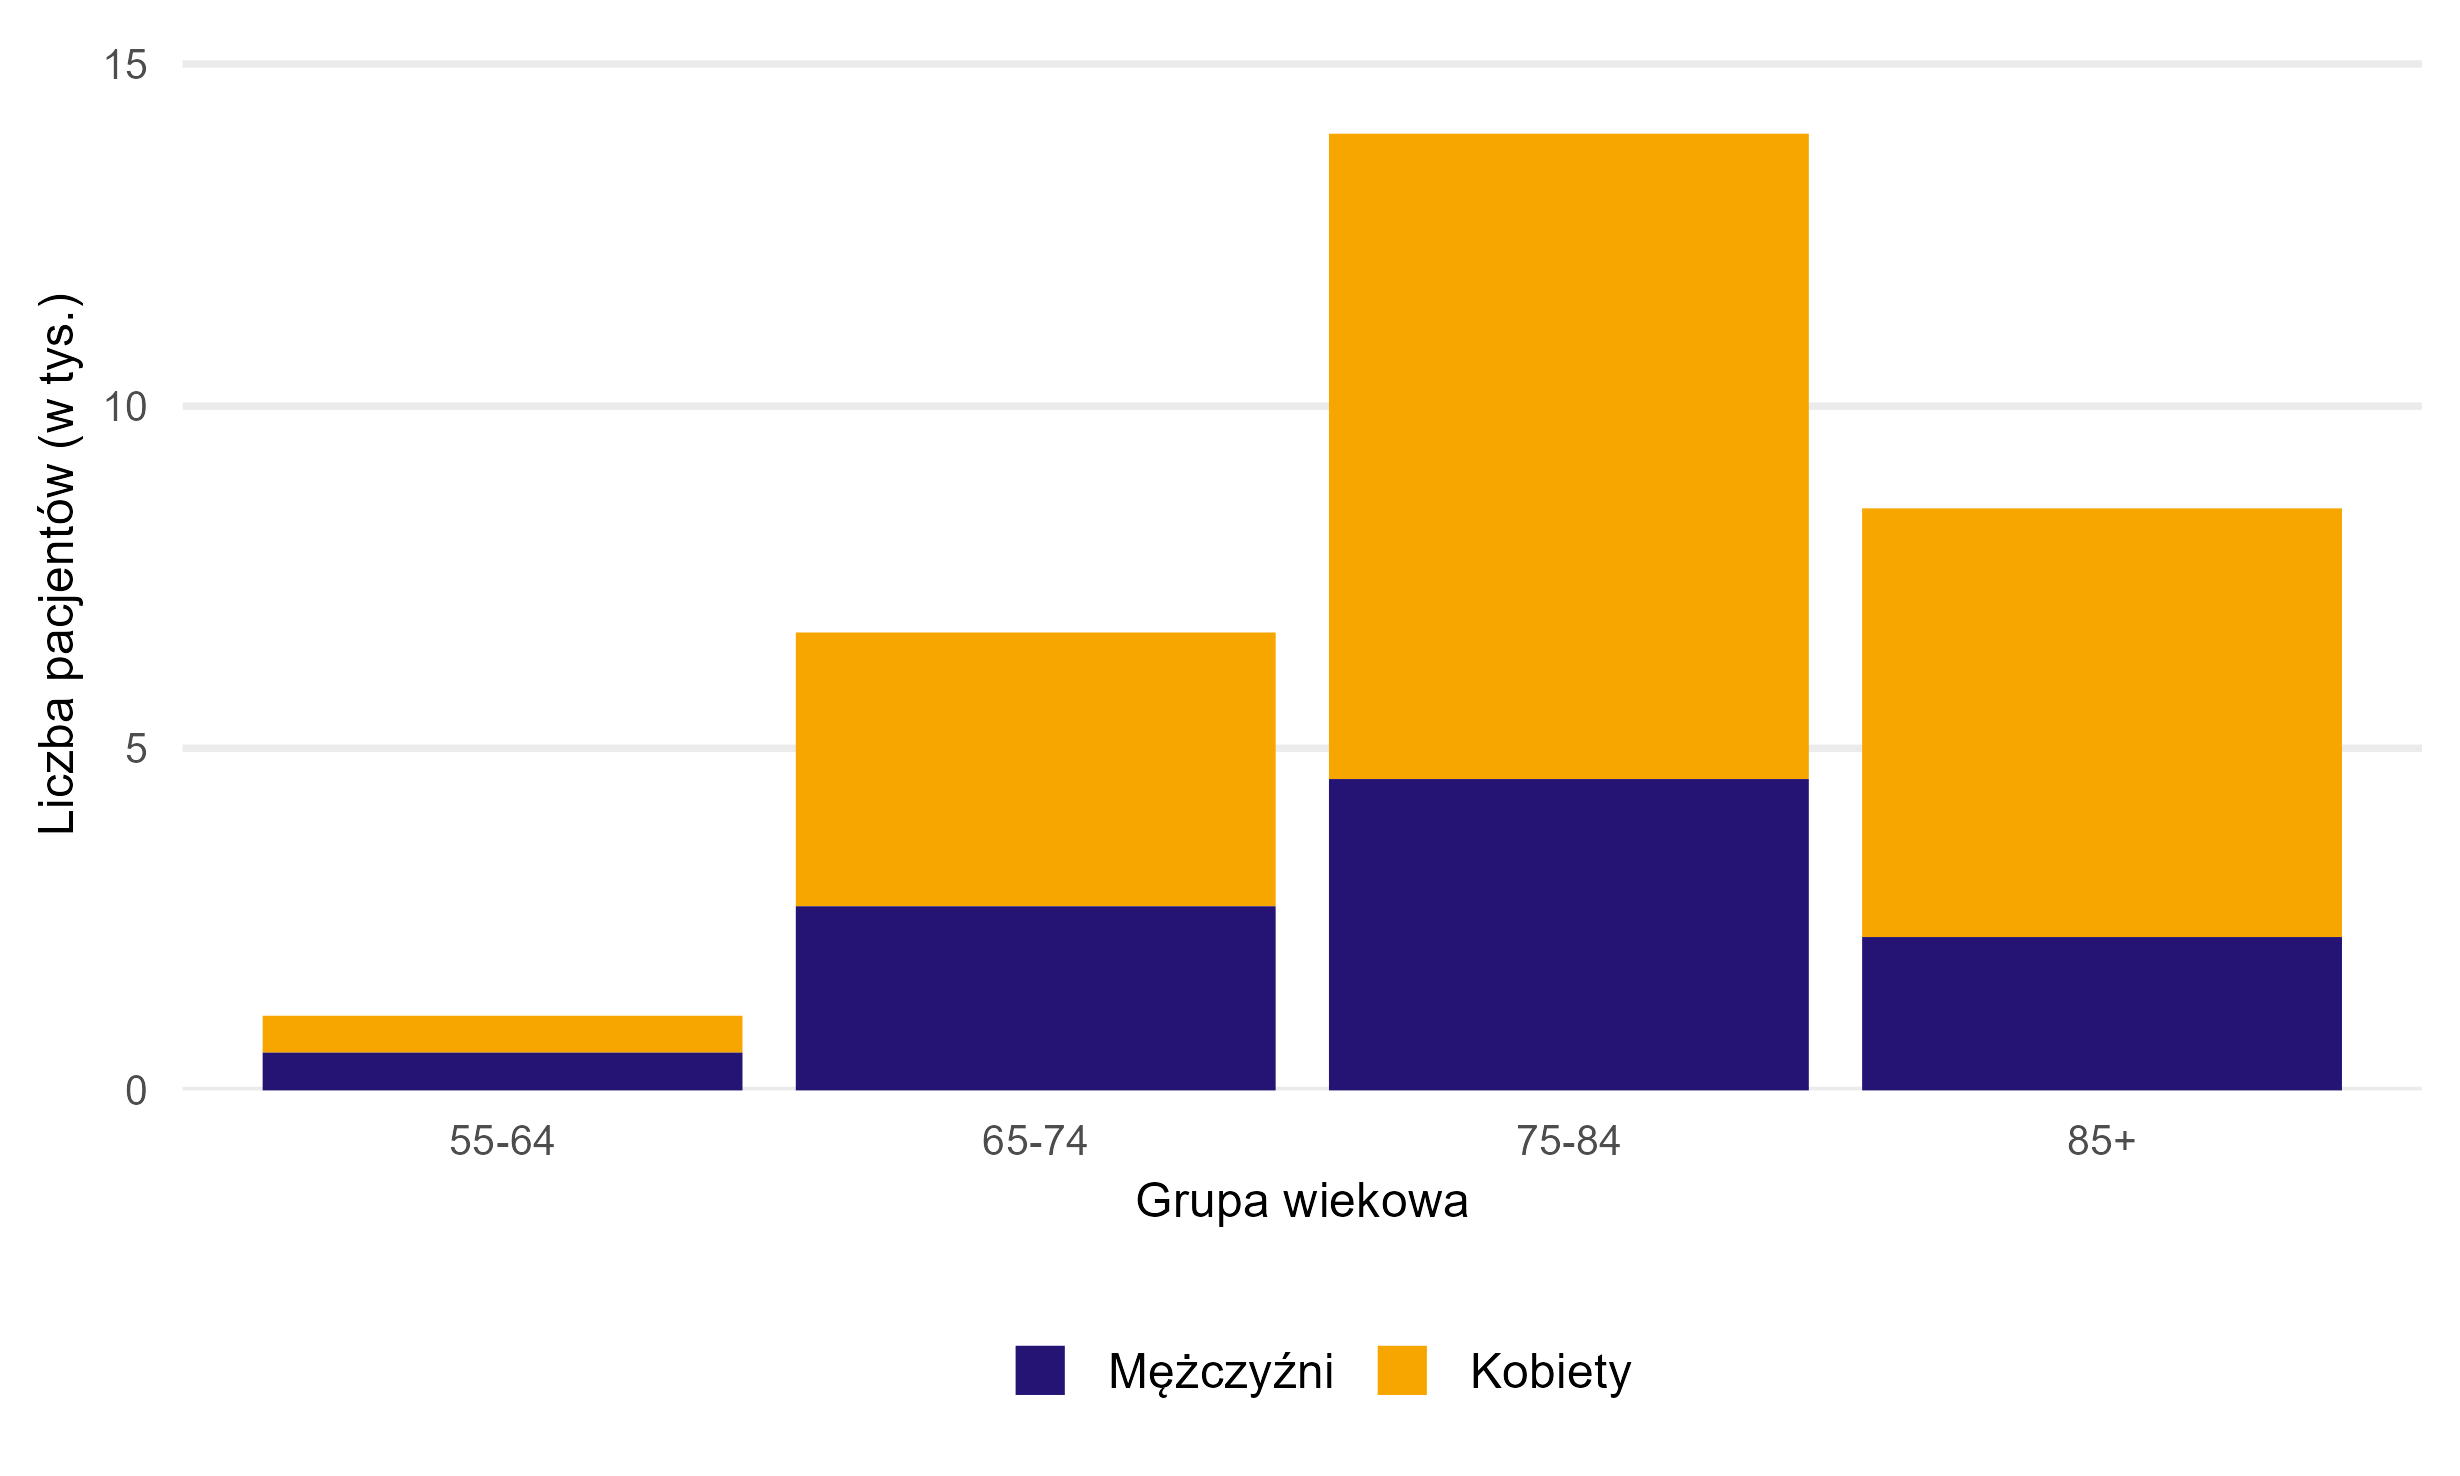 Liczba pacjentów (w tys.)
15
10
5
0
55-64 65-74 75-84 85+
Grupa wiekowa
Mężczyźni Kobiety